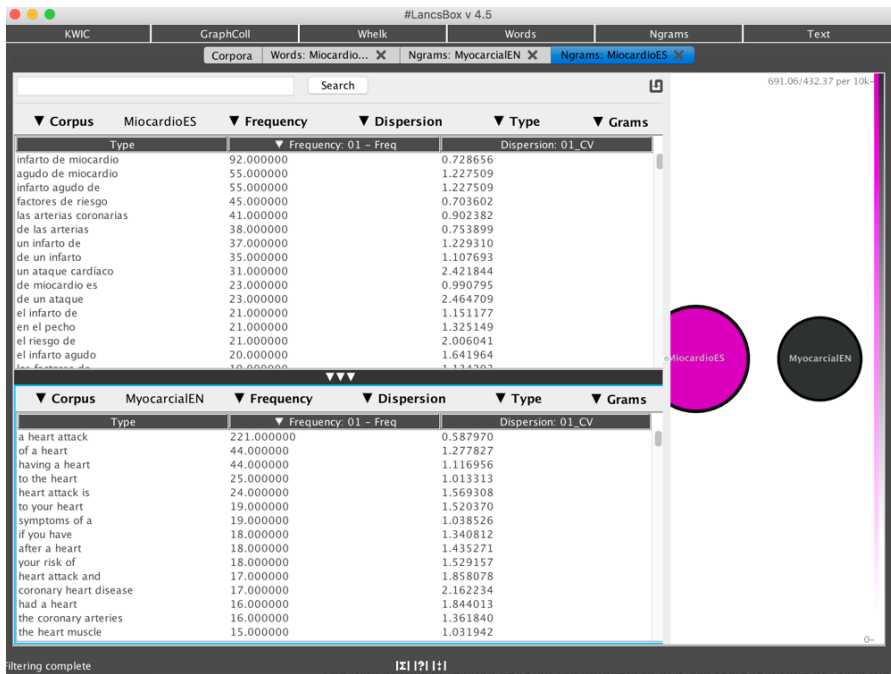 #LancsBox v 4.5
KWIC GraphColl Whelk Words Ngrams Text
Corpora Words: Miocardio... ✕ Ngrams: MyocarcialEN ✕ Ngrams: MiocardioES ✕
Search
691.06/432.37 per 10k
▼ Corpus MiocardioES ▼ Frequency ▼ Dispersion ▼ Type ▼ Grams
Type ▼ Frequency: 01 - Freq Dispersion: 01_CV
infarto de miocardio 92.000000 0.728656
agudo de miocardio 55.000000 1.227509
infarto agudo de 55.000000 1.227509
factores de riesgo 45.000000 0.703602
las arterias coronarias 41.000000 0.902382
de las arterias 38.000000 0.753899
un infarto de 37.000000 1.229310
de un infarto 35.000000 1.107693
un ataque cardíaco 31.000000 2.421844
de miocardio es 23.000000 0.990795
de un ataque 23.000000 2.464709
el infarto de 21.000000 1.151177
en el pecho 21.000000 1.325149
el riesgo de 21.000000 2.006041
el infarto agudo 20.000000 1.641964
MiocardioES MyocarcialEN
▼▼▼
▼ Corpus MyocarcialEN ▼ Frequency ▼ Dispersion ▼ Type ▼ Grams
Type ▼ Frequency: 01 - Freq Dispersion: 01_CV
a heart attack 221.000000 0.587970
of a heart 44.000000 1.277827
having a heart 44.000000 1.116956
to the heart 25.000000 1.013313
heart attack is 24.000000 1.569308
to your heart 19.000000 1.520370
symptoms of a 19.000000 1.038526
if you have 18.000000 1.340812
after a heart 18.000000 1.435271
your risk of 18.000000 1.529157
heart attack and 17.000000 1.858078
coronary heart disease 17.000000 2.162234
had a heart 16.000000 1.844013
the coronary arteries 16.000000 1.361840
the heart muscle 15.000000 1.031942
0
Filtering complete